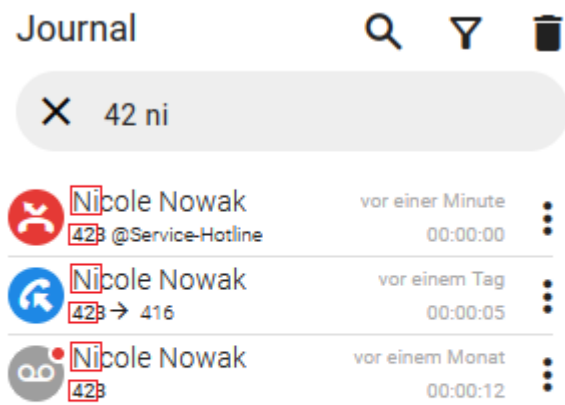 Journal
42 ni
Nicole Nowak vor einer Minute
423 @Service-Hotline 00:00:00
Nicole Nowak vor einem Tag
423 → 416 00:00:05
Nicole Nowak vor einem Monat
423 00:00:12